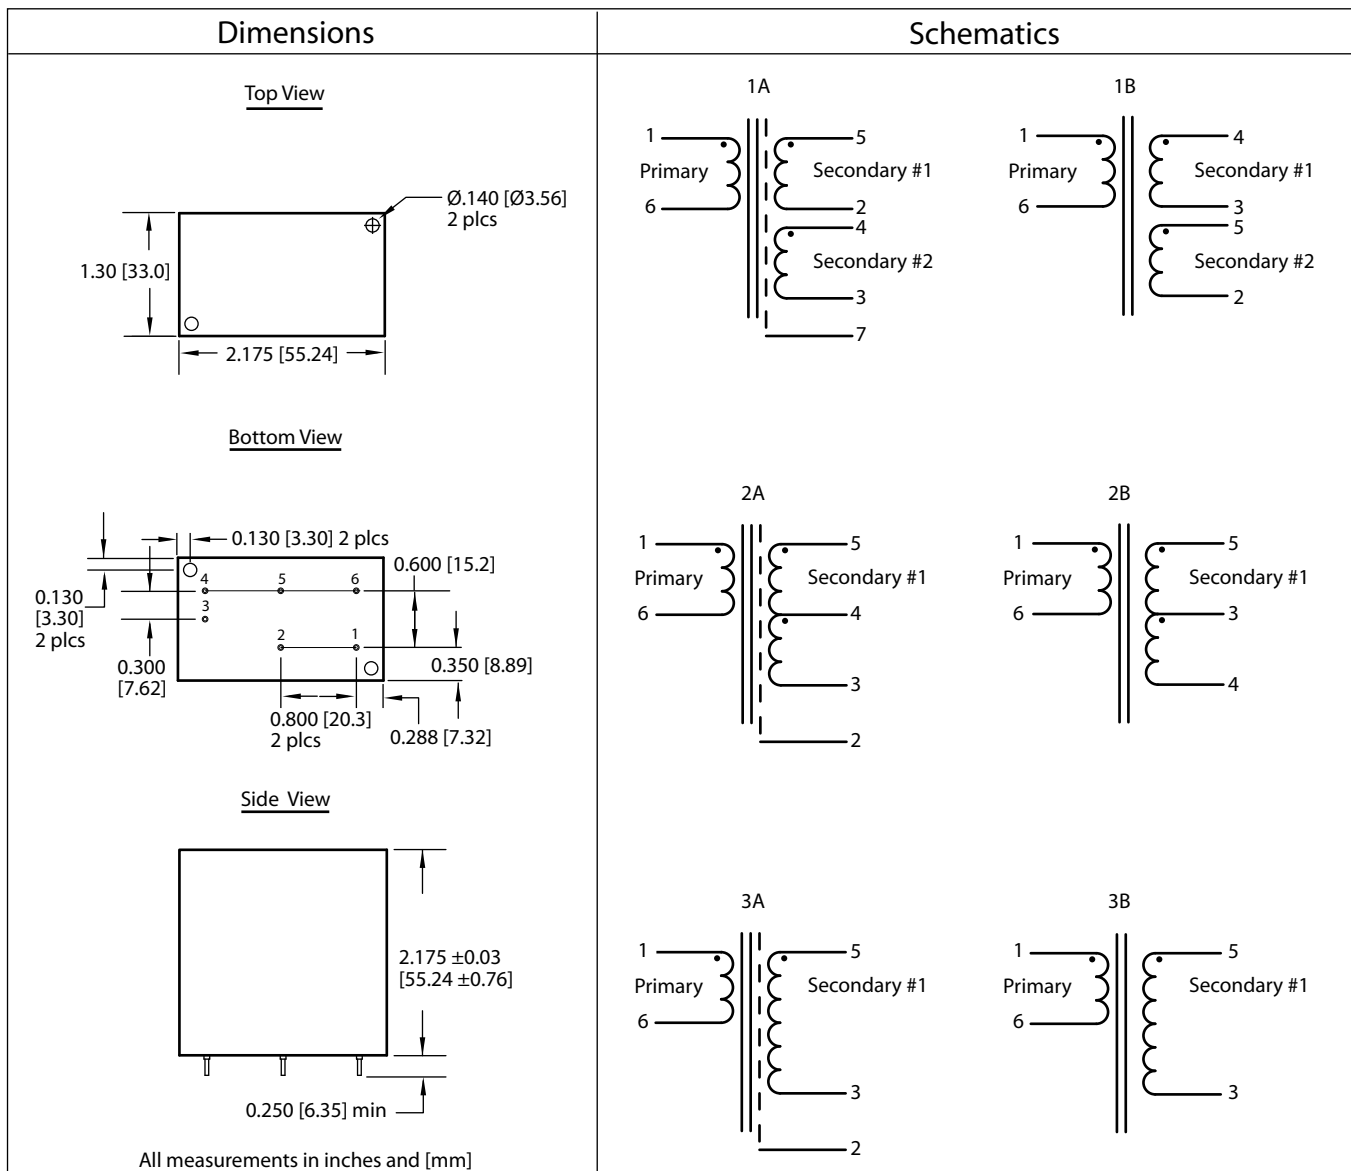 Dimensions
Schematics
Top View
Ø.140 [Ø3.56]
2 plcs
1.30 [33.0]
2.175 [55.24]
Bottom View
0.130 [3.30] 2 plcs
0.600 [15.2]
4
5
6
0.130
[3.30]
2 plcs
3
2
1
0.300
[7.62]
0.350 [8.89]
0.800 [20.3]
2 plcs
0.288 [7.32]
Side View
2.175 ±0.03
[55.24 ±0.76]
0.250 [6.35] min
All measurements in inches and [mm]
1A
1
5
Primary
Secondary #1
6
2
4
Secondary #2
3
7
1B
1
4
Primary
Secondary #1
6
3
5
Secondary #2
2
2A
1
5
Primary
Secondary #1
6
4
3
2
2B
1
5
Primary
Secondary #1
6
3
4
3A
1
5
Primary
Secondary #1
6
3
2
3B
1
5
Primary
Secondary #1
6
3